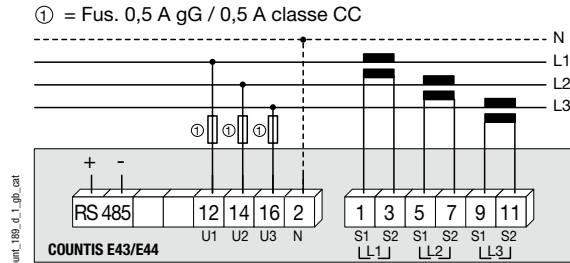 ① = Fus. 0,5 A gG / 0,5 A classe CC
N
L1
L2
L3
① ① ①
+ -
RS 485 12 14 16 2 1 3 5 7 9 11
U1 U2 U3 N S1 S2 S1 S2 S1 S2
L1 L2 L3
COUNTIS E43/E44
unt_189_d_1_gb_cat